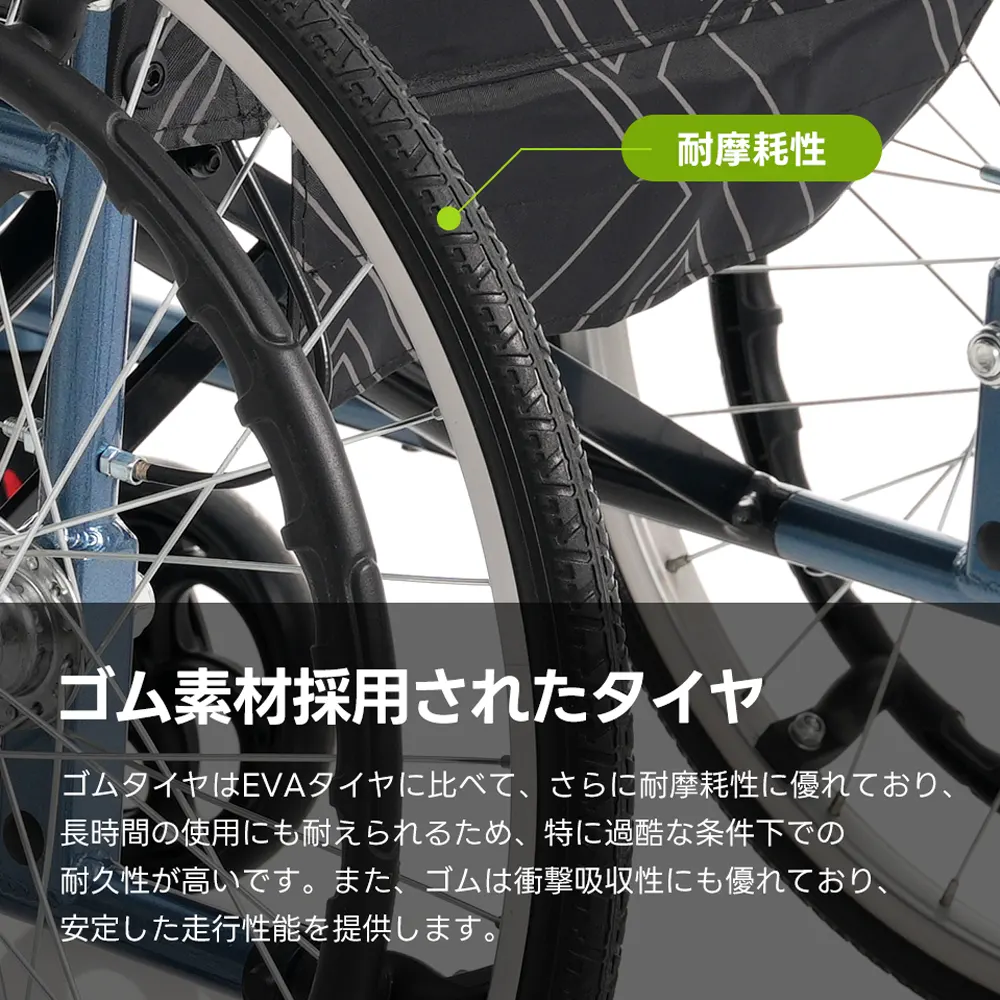 耐摩耗性
ゴム素材採用されたタイヤ
ゴムタイヤはEVAタイヤに比べて、さらに耐摩耗性に優れており、
長時間の使用にも耐えられるため、特に過酷な条件下での
耐久性が高いです。また、ゴムは衝撃吸収性にも優れており、
安定した走行性能を提供します。